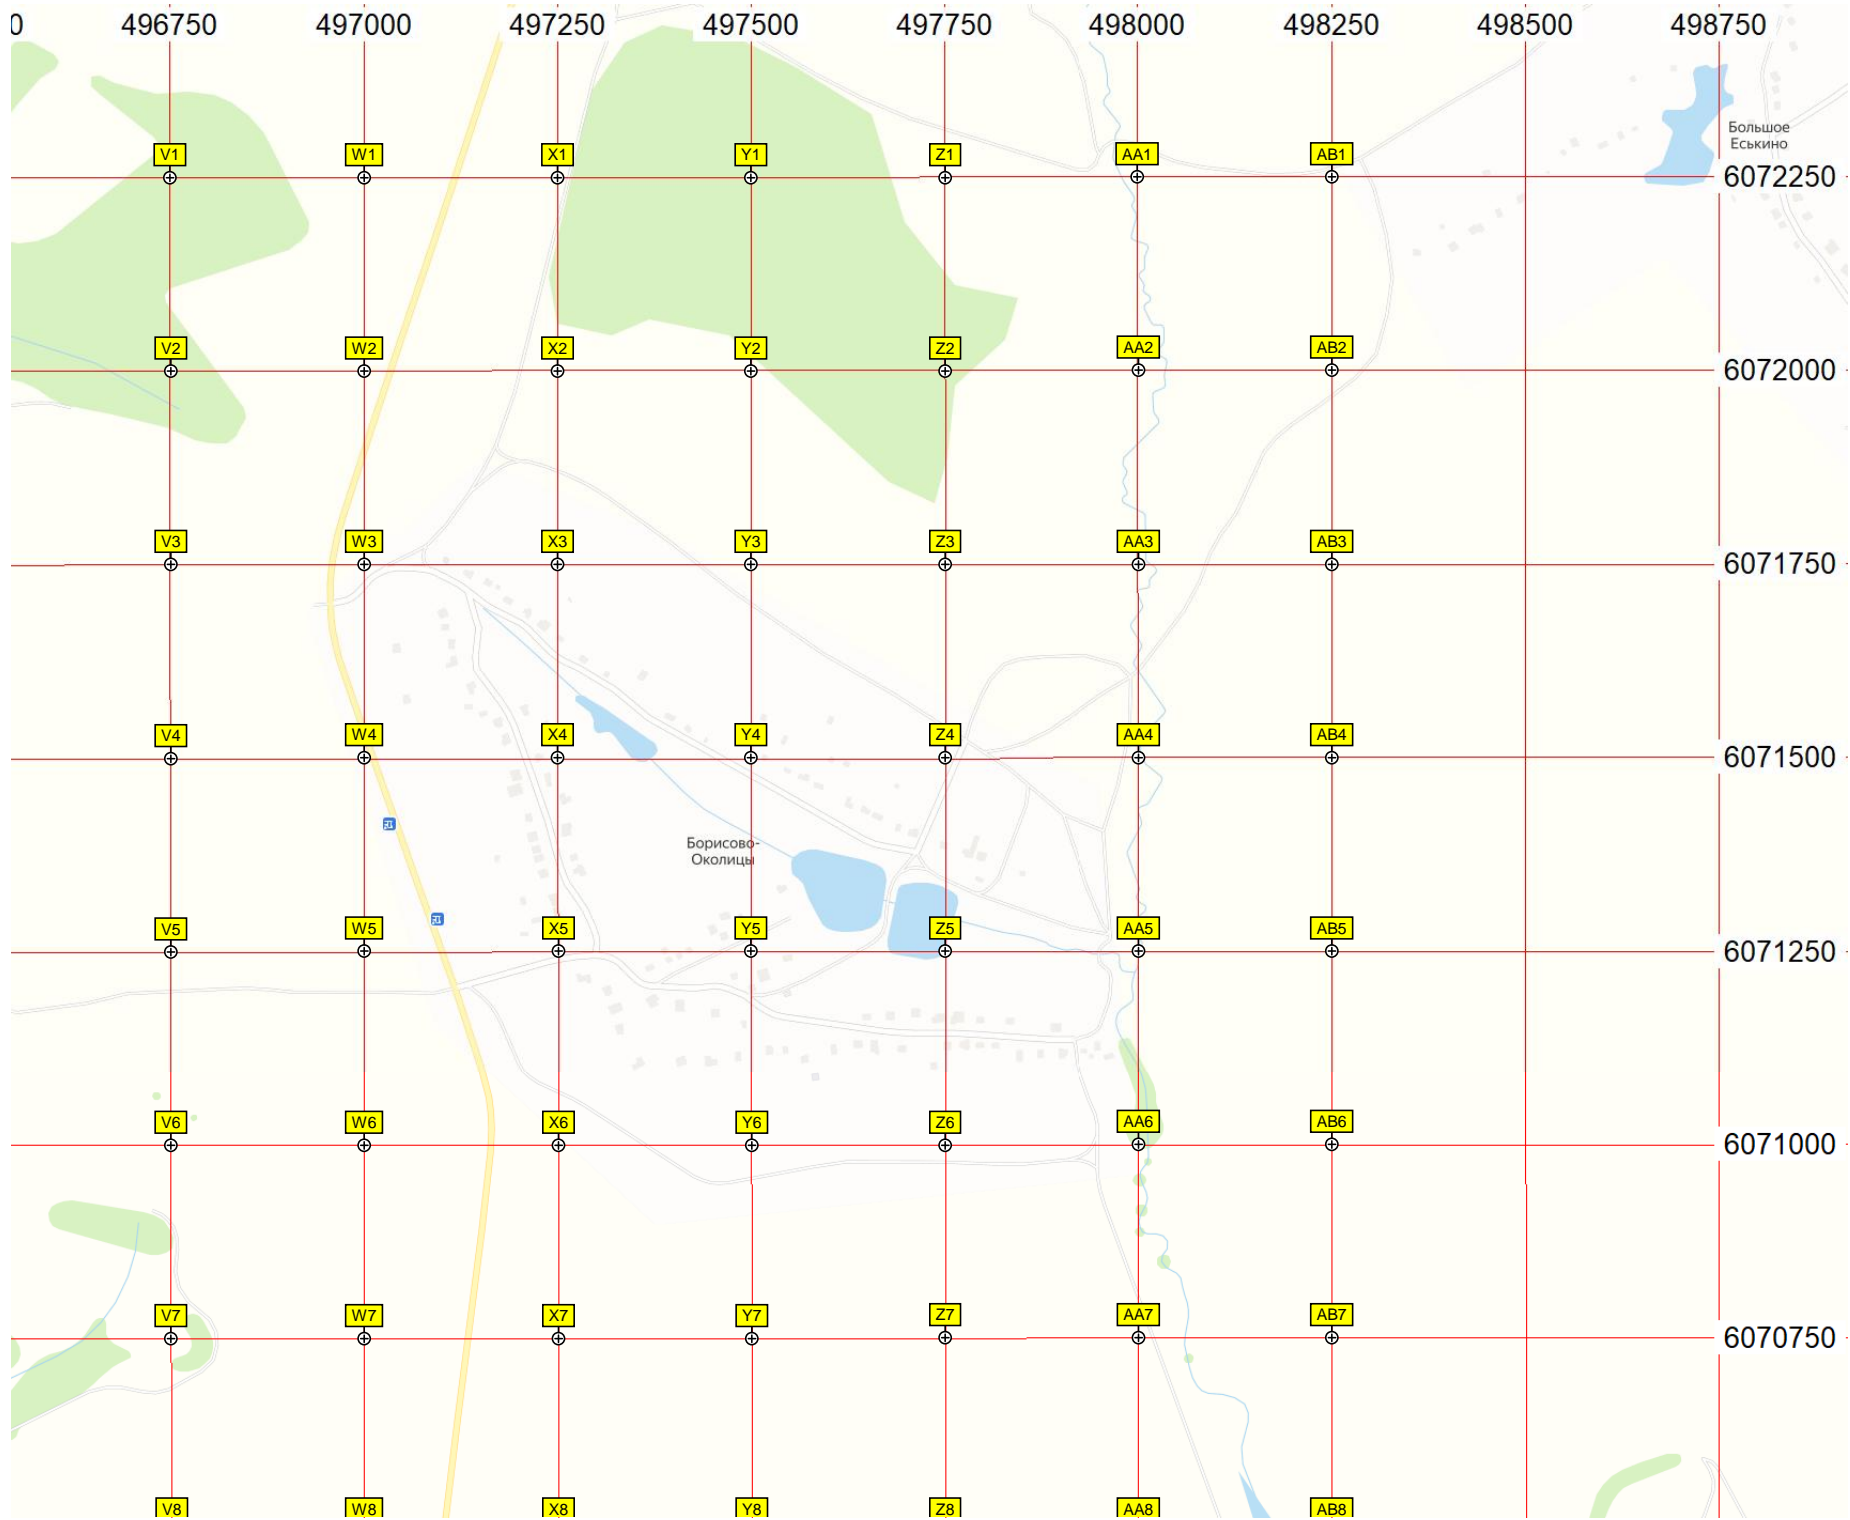 0 496750 497000 497250 497500 497750 498000 498250 498500 498750
Большое
Еськино
V1 W1 X1 Y1 Z1 AA1 AB1
6072250
V2 W2 X2 Y2 Z2 AA2 AB2
6072000
V3 W3 X3 Y3 Z3 AA3 AB3
6071750
V4 W4 X4 Y4 Z4 AA4 AB4
6071500
Борисово-
Околицы
V5 W5 X5 Y5 Z5 AA5 AB5
6071250
V6 W6 X6 Y6 Z6 AA6 AB6
6071000
V7 W7 X7 Y7 Z7 AA7 AB7
6070750
V8 W8 X8 Y8 Z8 AA8 AB8